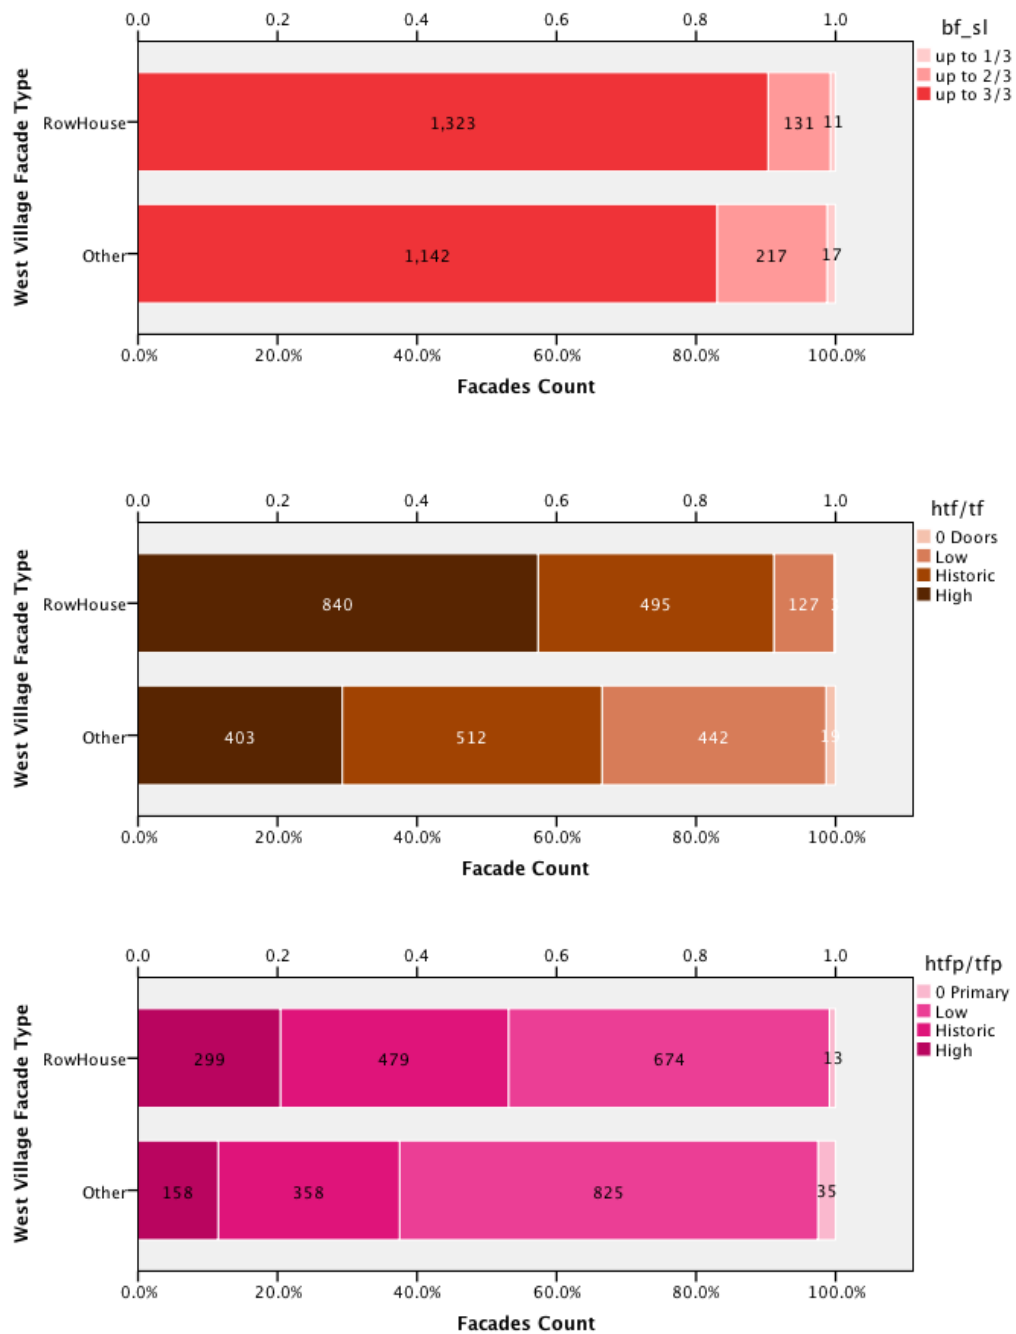 0.0 0.2 0.4 0.6 0.8 1.0
bf_sl
up to 1/3
up to 2/3
up to 3/3
West Village Facade Type
RowHouse
1,323 131 11
Other
1,142 217 17
0.0% 20.0% 40.0% 60.0% 80.0% 100.0%
Facades Count
0.0 0.2 0.4 0.6 0.8 1.0
htf/tf
0 Doors
Low
Historic
High
West Village Facade Type
RowHouse
840 495 127 3
Other
403 512 442 19
0.0% 20.0% 40.0% 60.0% 80.0% 100.0%
Facade Count
0.0 0.2 0.4 0.6 0.8 1.0
htfp/tfp
0 Primary
Low
Historic
High
West Village Facade Type
RowHouse
299 479 674 13
Other
158 358 825 35
0.0% 20.0% 40.0% 60.0% 80.0% 100.0%
Facades Count